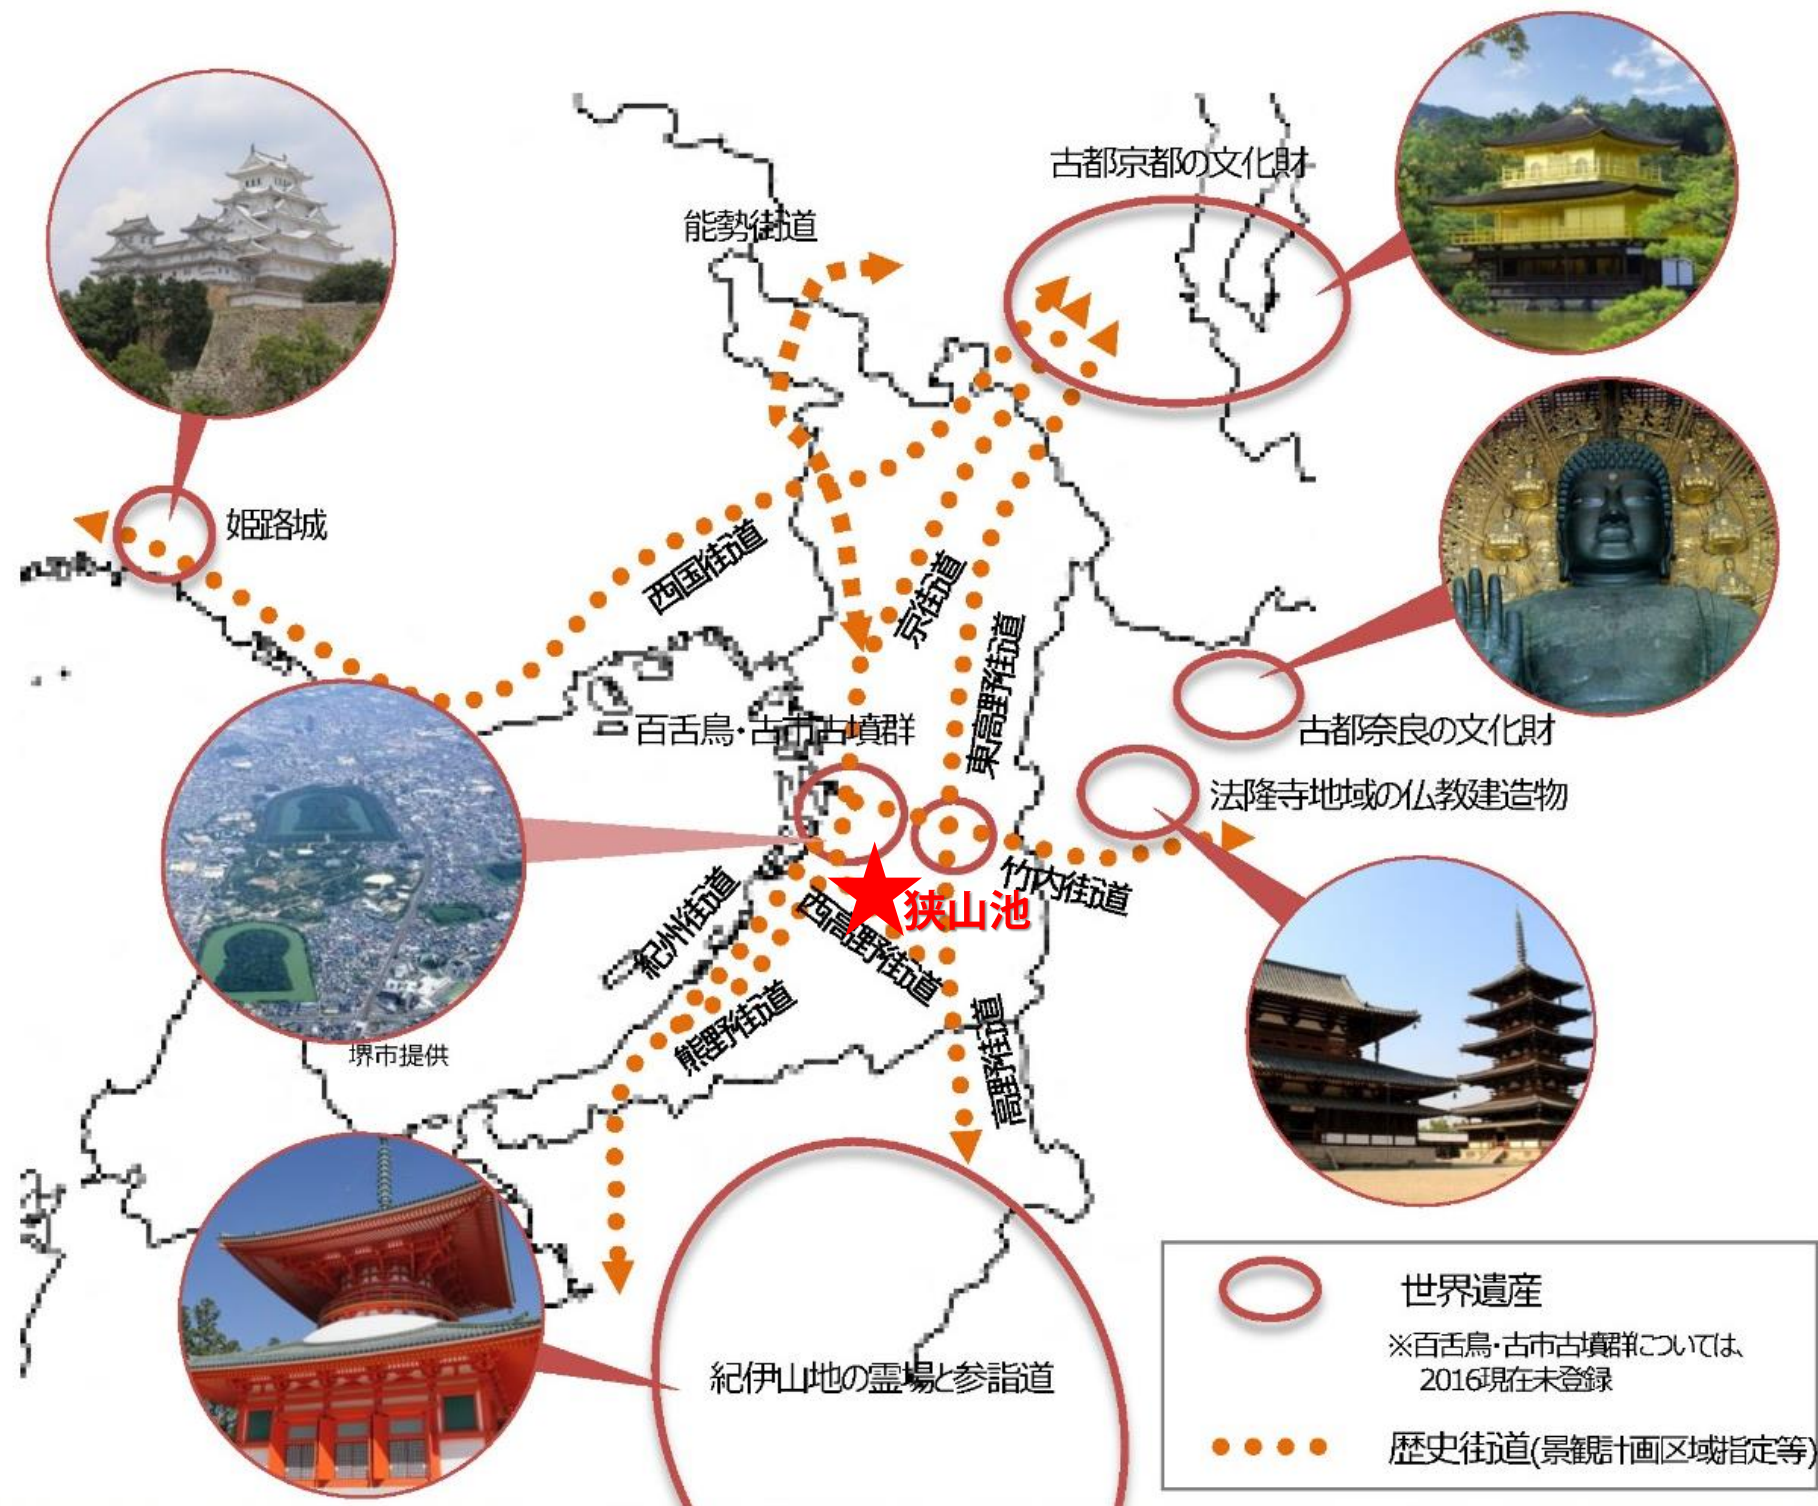 古都京都の文化財
能勢街道
姫路城
西国街道
京街道
東高野街道
百舌鳥・古市古墳群
古都奈良の文化財
法隆寺地域の仏教建造物
竹内街道
狭山池
紀州街道
西高野街道
熊野街道
高野街道
堺市提供
紀伊山地の霊場と参詣道
世界遺産
※百舌鳥・古市古墳群については、
2016現在未登録
歴史街道(景観計画区域指定等)